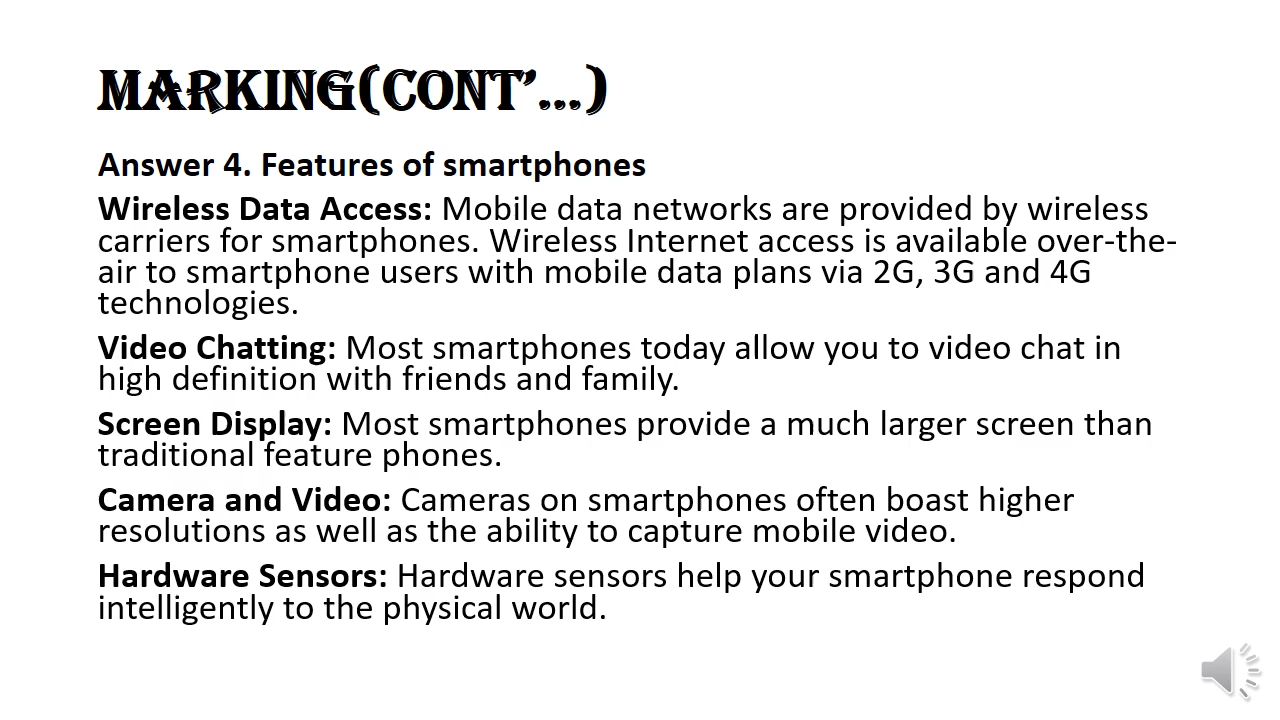 MARKING(CONT’…)
Answer 4. Features of smartphones
Wireless Data Access: Mobile data networks are provided by wireless
carriers for smartphones. Wireless Internet access is available over-the-
air to smartphone users with mobile data plans via 2G, 3G and 4G
technologies.
Video Chatting: Most smartphones today allow you to video chat in
high definition with friends and family.
Screen Display: Most smartphones provide a much larger screen than
traditional feature phones.
Camera and Video: Cameras on smartphones often boast higher
resolutions as well as the ability to capture mobile video.
Hardware Sensors: Hardware sensors help your smartphone respond
intelligently to the physical world.